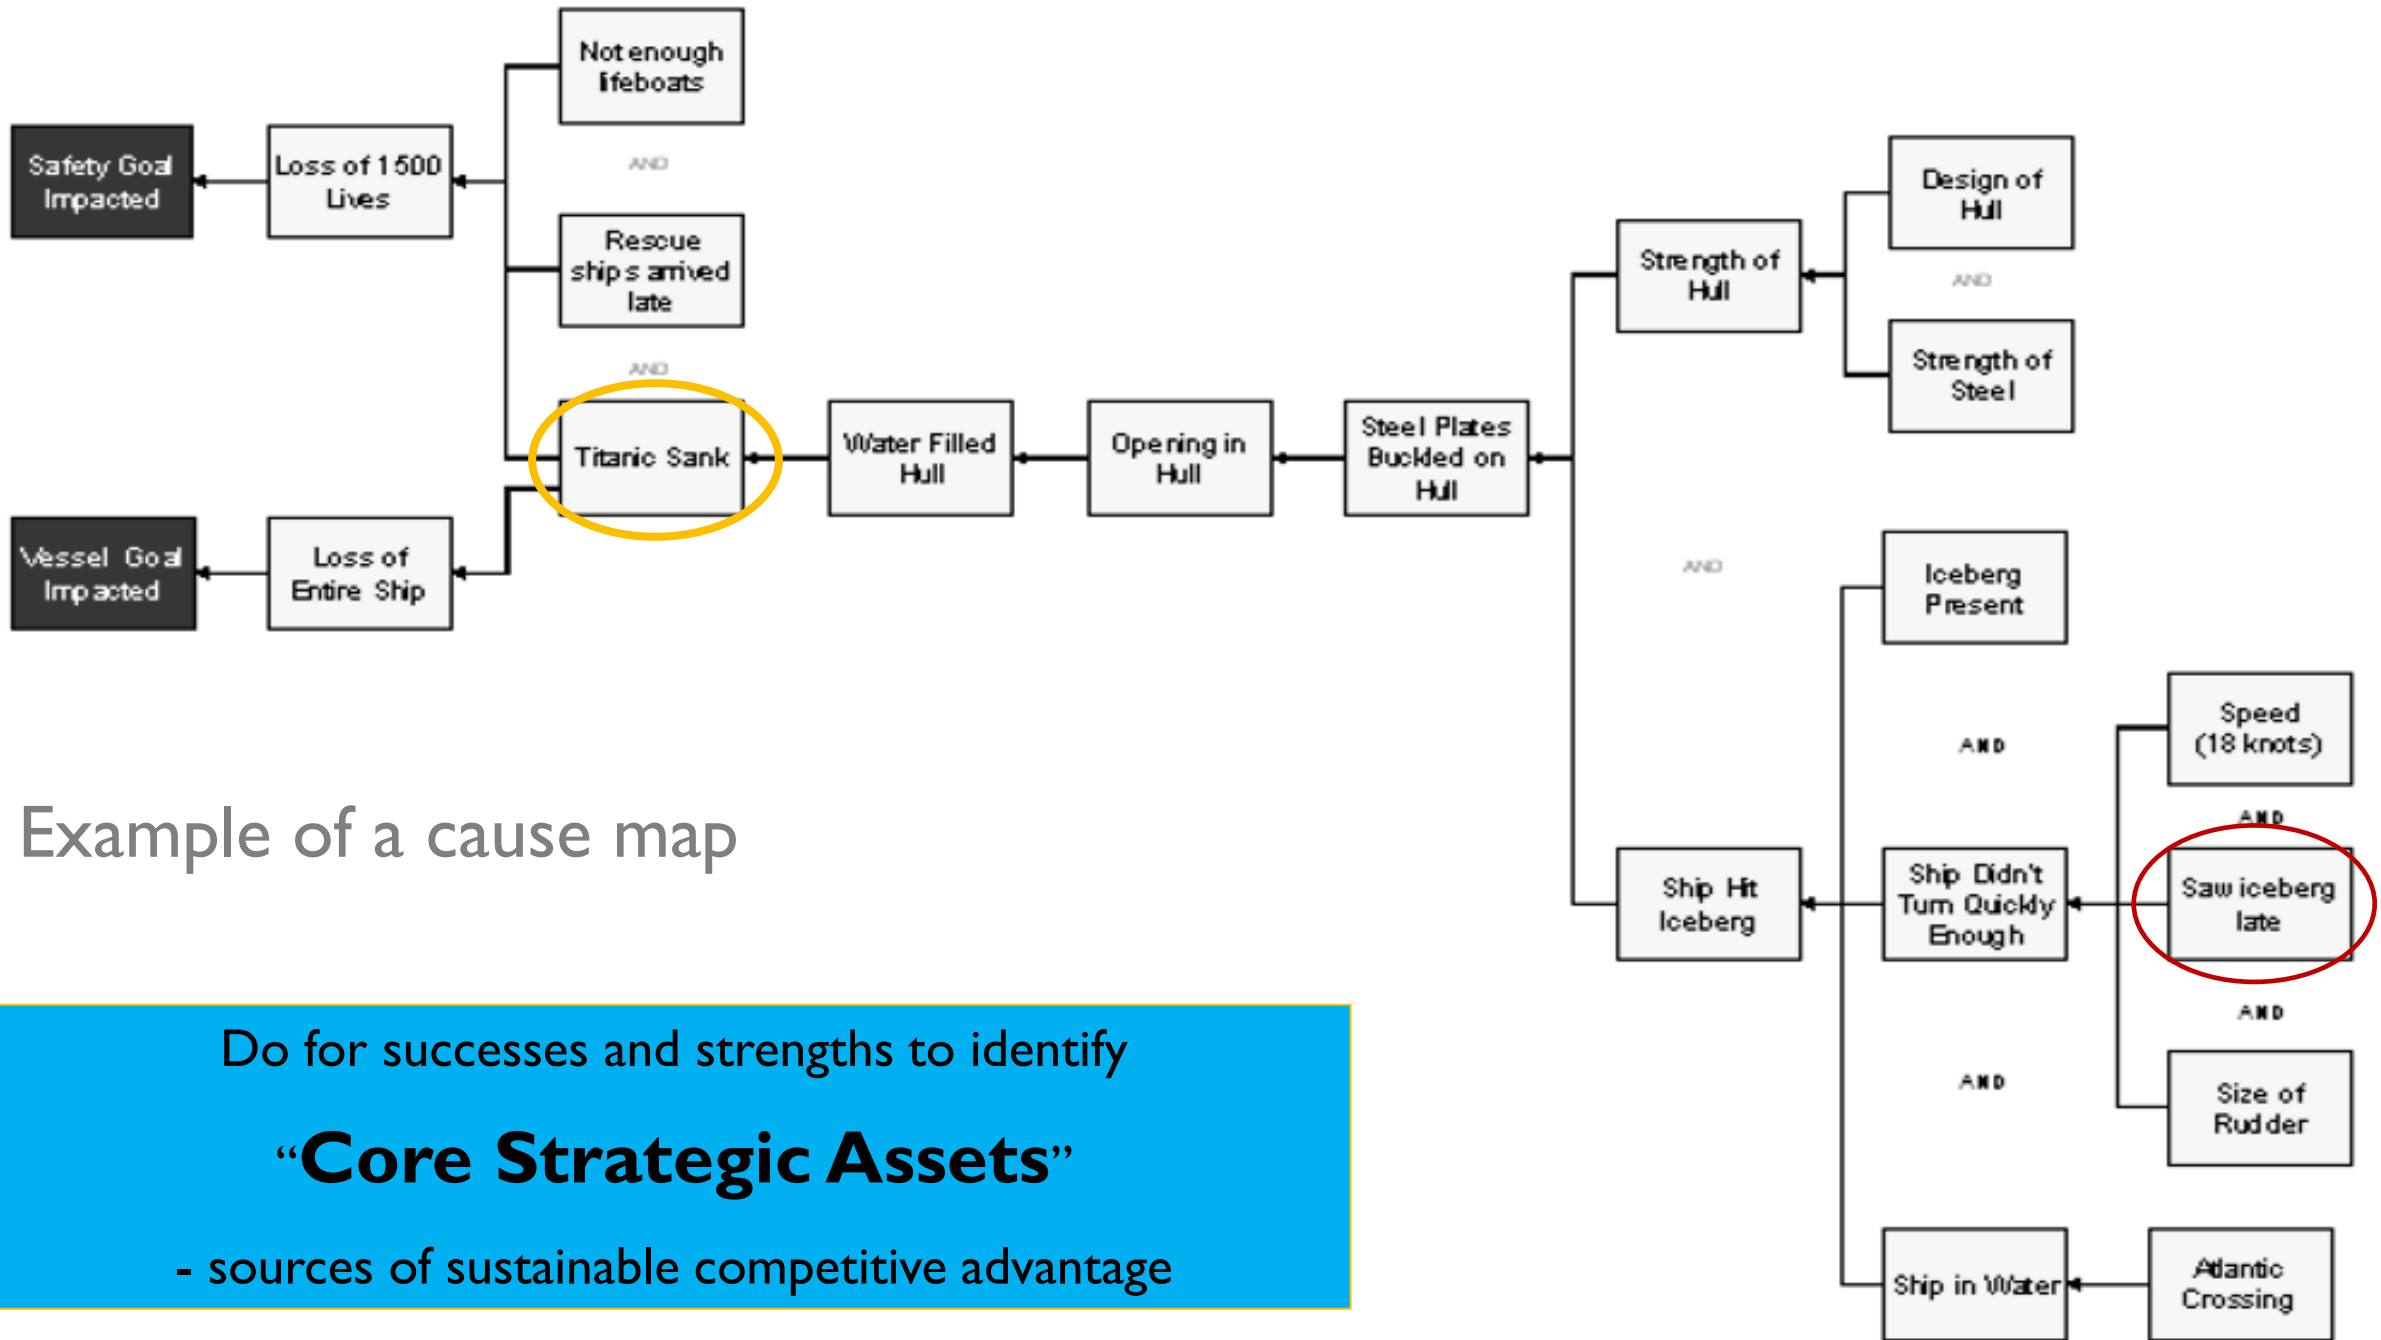 Not enough
lifeboats
AND
Safety Goal
Impacted
Loss of 1500
Lives
Rescue
ships arrived
late
AND
Titanic Sank
Water Filled
Hull
Opening in
Hull
Steel Plates
Buckled on
Hull
Vessel Goal
Impacted
Loss of
Entire Ship
Strength of
Hull
Design of
Hull
AND
Strength of
Steel
AND
Iceberg
Present
AND
Ship Hit
Iceberg
Ship Didn't
Turn Quickly
Enough
Speed
(18 knots)
AND
Saw iceberg
late
AND
Size of
Rudder
AND
Ship in Water
Atlantic
Crossing
Example of a cause map
Do for successes and strengths to identify
“Core Strategic Assets”
- sources of sustainable competitive advantage